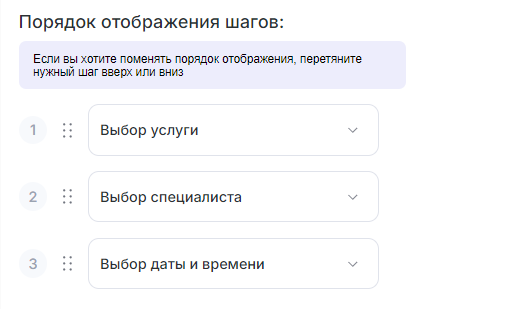 Порядок отображения шагов:
Если вы хотите поменять порядок отображения, перетяните
нужный шаг вверх или вниз
1 Выбор услуги
2 Выбор специалиста
3 Выбор даты и времени